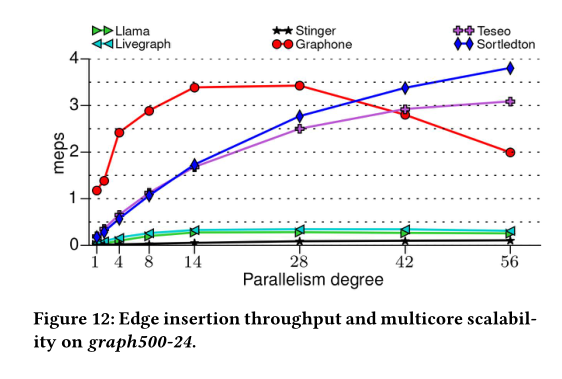 Llama
Livegraph
Stinger
Graphone
Teseo
Sortledton
4
3
2
1
0
meps
1 4 8 14 28 42 56
Parallelism degree
Figure 12: Edge insertion throughput and multicore scalabil-
ity on graph500-24.